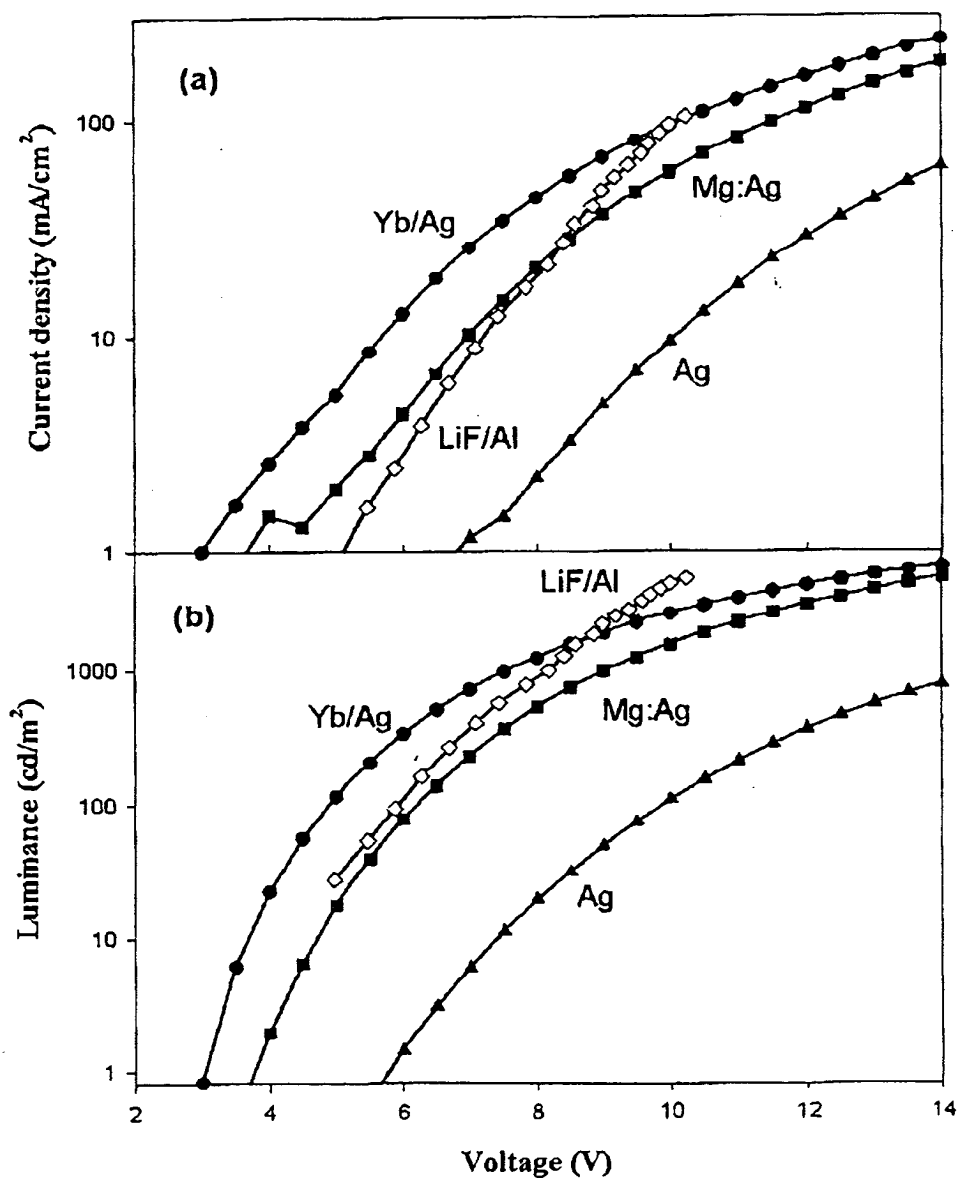 (a)
100
10
1
Current density (mA/cm²)
Yb/Ag
Mg:Ag
LiF/Al
Ag
(b)
1000
100
10
1
Luminance (cd/m²)
LiF/Al
Yb/Ag
Mg:Ag
Ag
2 4 6 8 10 12 14
Voltage (V)